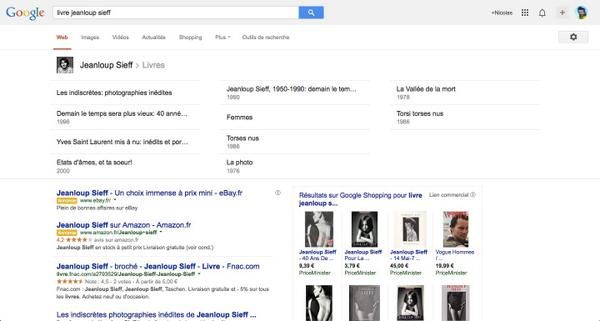 Google
livre jeanloup sieff
+Nicolas
Web Images Vidéos Actualités Shopping Plus Outils de recherche
Jeanloup Sieff > Livres
Les indiscrètes: photographies inédites
Jeanloup Sieff, 1950-1990: demain le tem...
1990
La Vallée de la mort
1978
Demain le temps sera plus vieux: 40 anné...
1996
Femmes
Torsi torses nus
1986
Yves Saint Laurent mis à nu: inédits et por...
Torses nus
1986
Etats d'âmes, et ta soeur!
2000
La photo
1976
Jeanloup Sieff - Un choix immense à prix mini - eBay.fr
Annonce www.ebay.fr/
Plein de bonnes affaires sur eBay
Jeanloup Sieff sur Amazon - Amazon.fr
Annonce www.amazon.fr/Jeanloup+sieff
4,2 ★★★★ avis sur amazon.fr
Jeanloup Sieff en stock à petit prix Livraison gratuite (voir cond.)
Jeanloup Sieff - broché - Jeanloup Sieff - Livre - Fnac.com
livre.fnac.com/a2793529/Jeanloup-Sieff-Jeanloup-Sieff
Note : 4,5 - 2 votes - À partir de 5,00 €
Fnac.com : Jeanloup Sieff, Jeanloup Sieff, Taschen. Livraison gratuite et - 5% sur tous
les livres. Achetez neuf ou d'occasion.
Les indiscrètes photographies inédites de Jeanloup Sieff ...
Résultats sur Google Shopping pour livre
jeanloup s...
Lien commercial
Jeanloup Sieff
- 40 Ans De ...
9,39 €
PriceMinister
Jeanloup Sieff
Pour La ...
3,79 €
PriceMinister
Jeanloup Sieff
- 14 Mai-7 ...
45,00 €
PriceMinister
Vogue Hommes
/ ...
19,99 €
PriceMinister